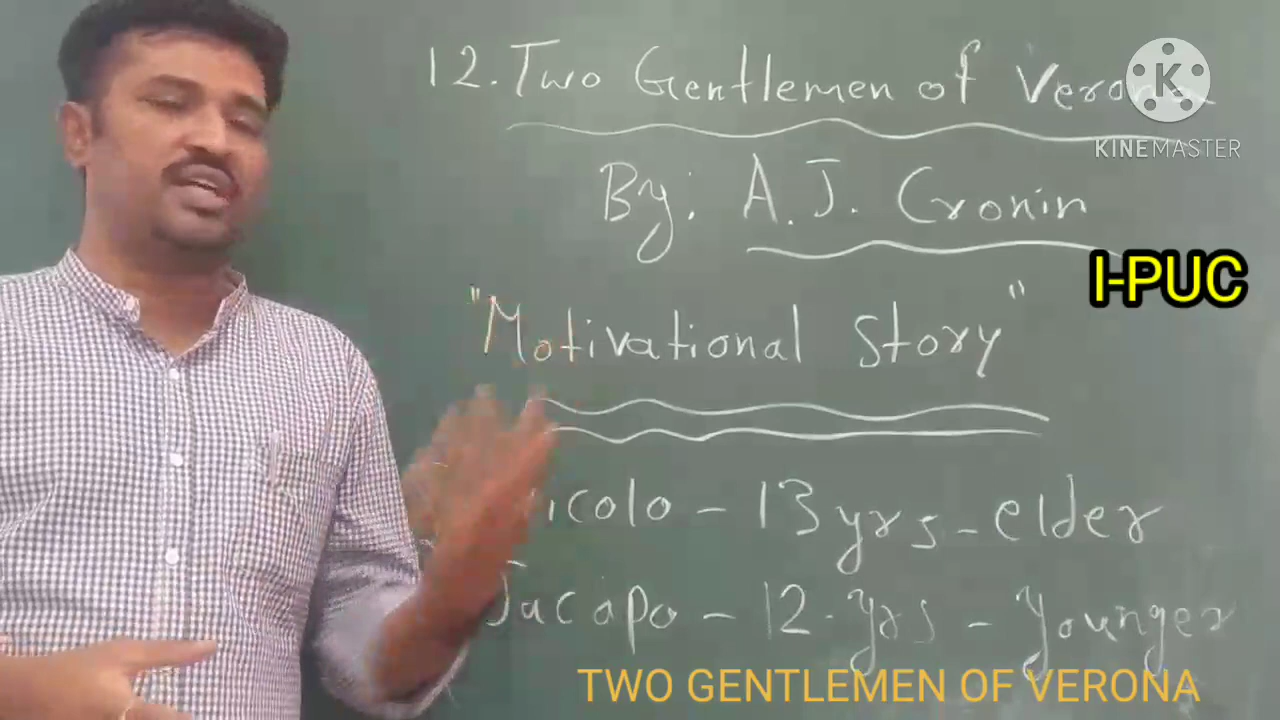 12. Two Gentlemen of Verona
KINEMASTER
By: A. J. Cronin
I-PUC
"Motivational Story"
icolo - 13 yrs - elder
Jacapo - 12 - yrs - Younger
TWO GENTLEMEN OF VERONA